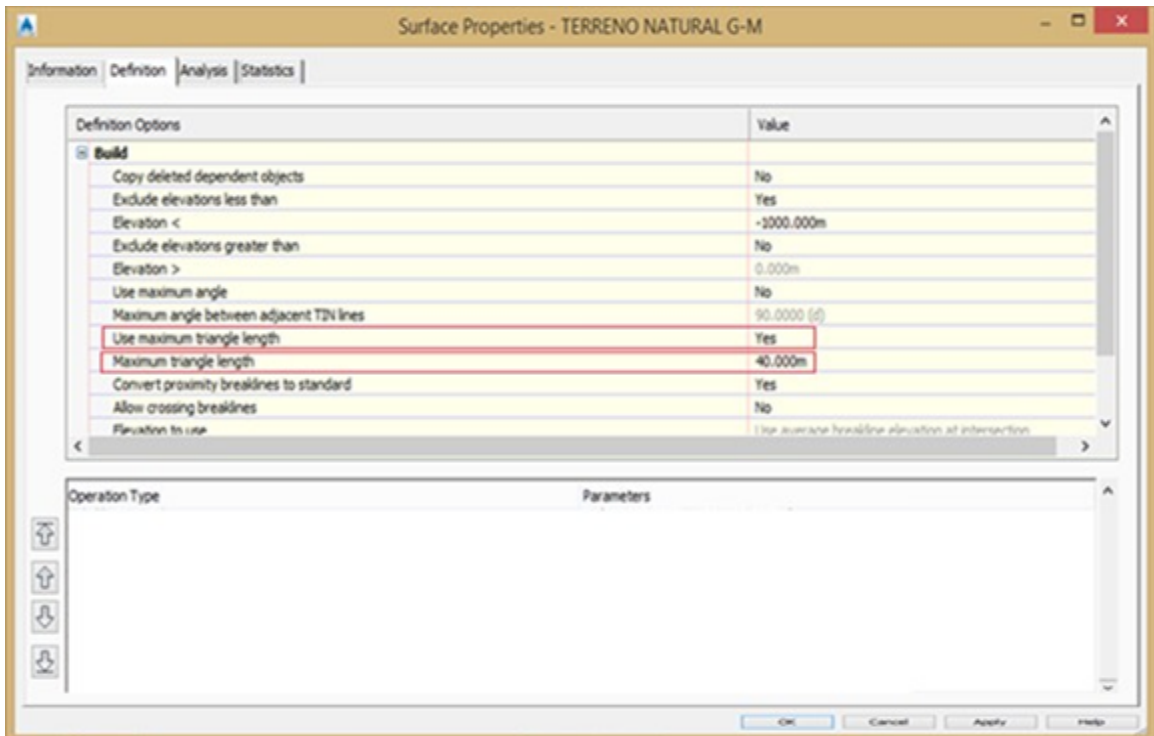 Surface Properties - TERRENO NATURAL G-M
Information Definition Analysis Statistics
Definition Options Value
Build
Copy deleted dependent objects No
Exclude elevations less than Yes
Elevation < -1000.000m
Exclude elevations greater than No
Elevation > 0.000m
Use maximum angle No
Maximum angle between adjacent TIN lines 90.0000 (d)
Use maximum triangle length Yes
Maximum triangle length 40.000m
Convert proximity breaklines to standard Yes
Allow crossing breaklines No
Elevation to use Use average breakline elevation at intersection
Operation Type Parameters
OK Cancel Apply Help